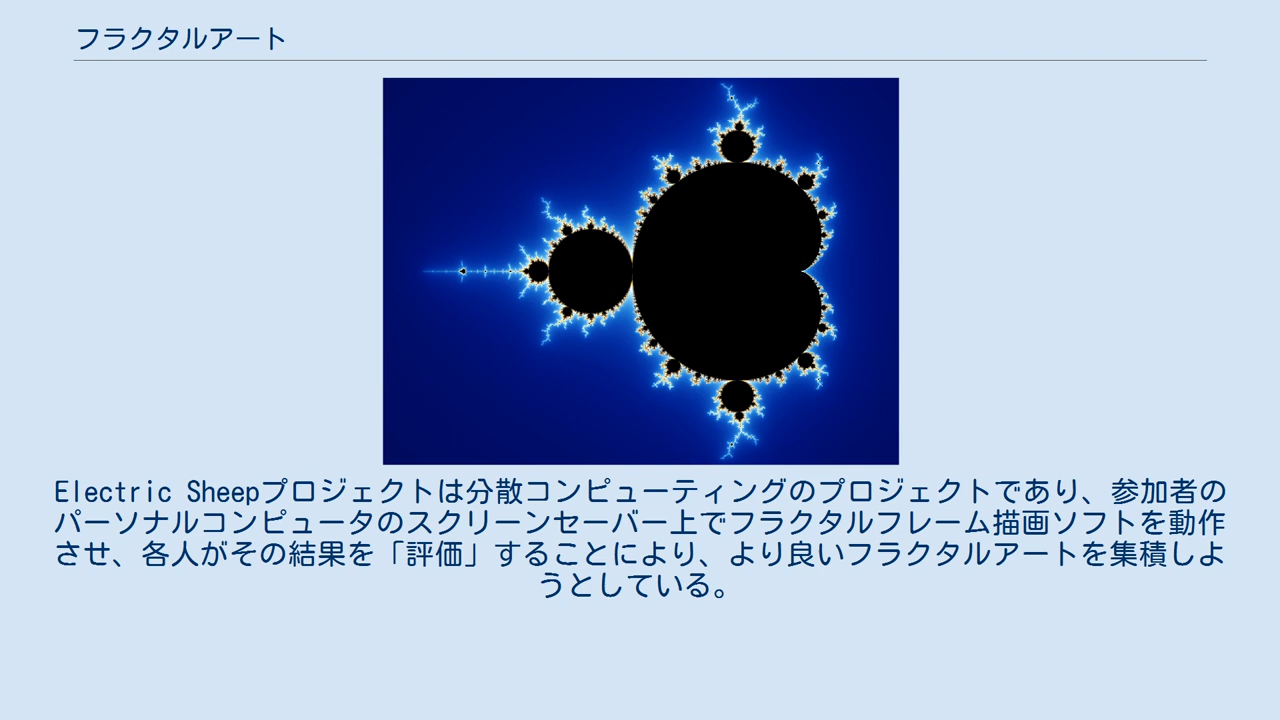 フラクタルアート
Electric Sheepプロジェクトは分散コンピューティングのプロジェクトであり、参加者の
パーソナルコンピュータのスクリーンセーバー上でフラクタルフレーム描画ソフトを動作
させ、各人がその結果を「評価」することにより、より良いフラクタルアートを集積しよ
うとしている。